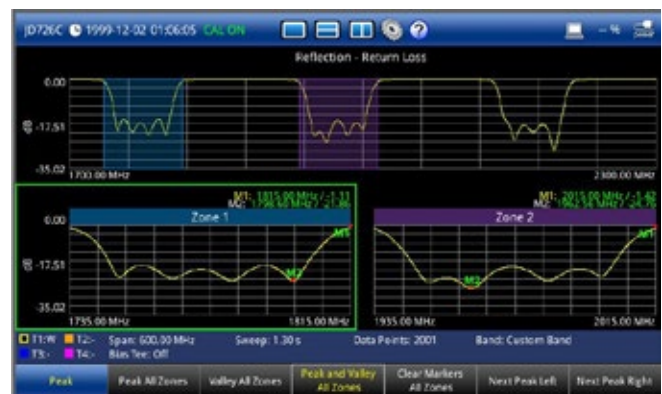 JD726C 1999-12-02 01:06:05 CAL ON -- %
Reflection - Return Loss
0.00
dB -17.51
-35.02
1700.00 MHz 2300.00 MHz
M1: 1815.00 MHz / -1.11
M2:
Zone 1
0.00
dB -17.51
-35.02
M1
M2
1735.00 MHz 1815.00 MHz
M1: 2015.00 MHz / -1.42
M2:
Zone 2
M1
M2
1935.00 MHz 2015.00 MHz
T1:W T2:- Span: 600.00 MHz Sweep: 1.30 s Data Points: 2001 Band: Custom Band
T3:- T4:- Bias Tee: Off
Peak
Peak All Zones
Valley All Zones
Peak and Valley
All Zones
Clear Markers
All Zones
Next Peak Left
Next Peak Right